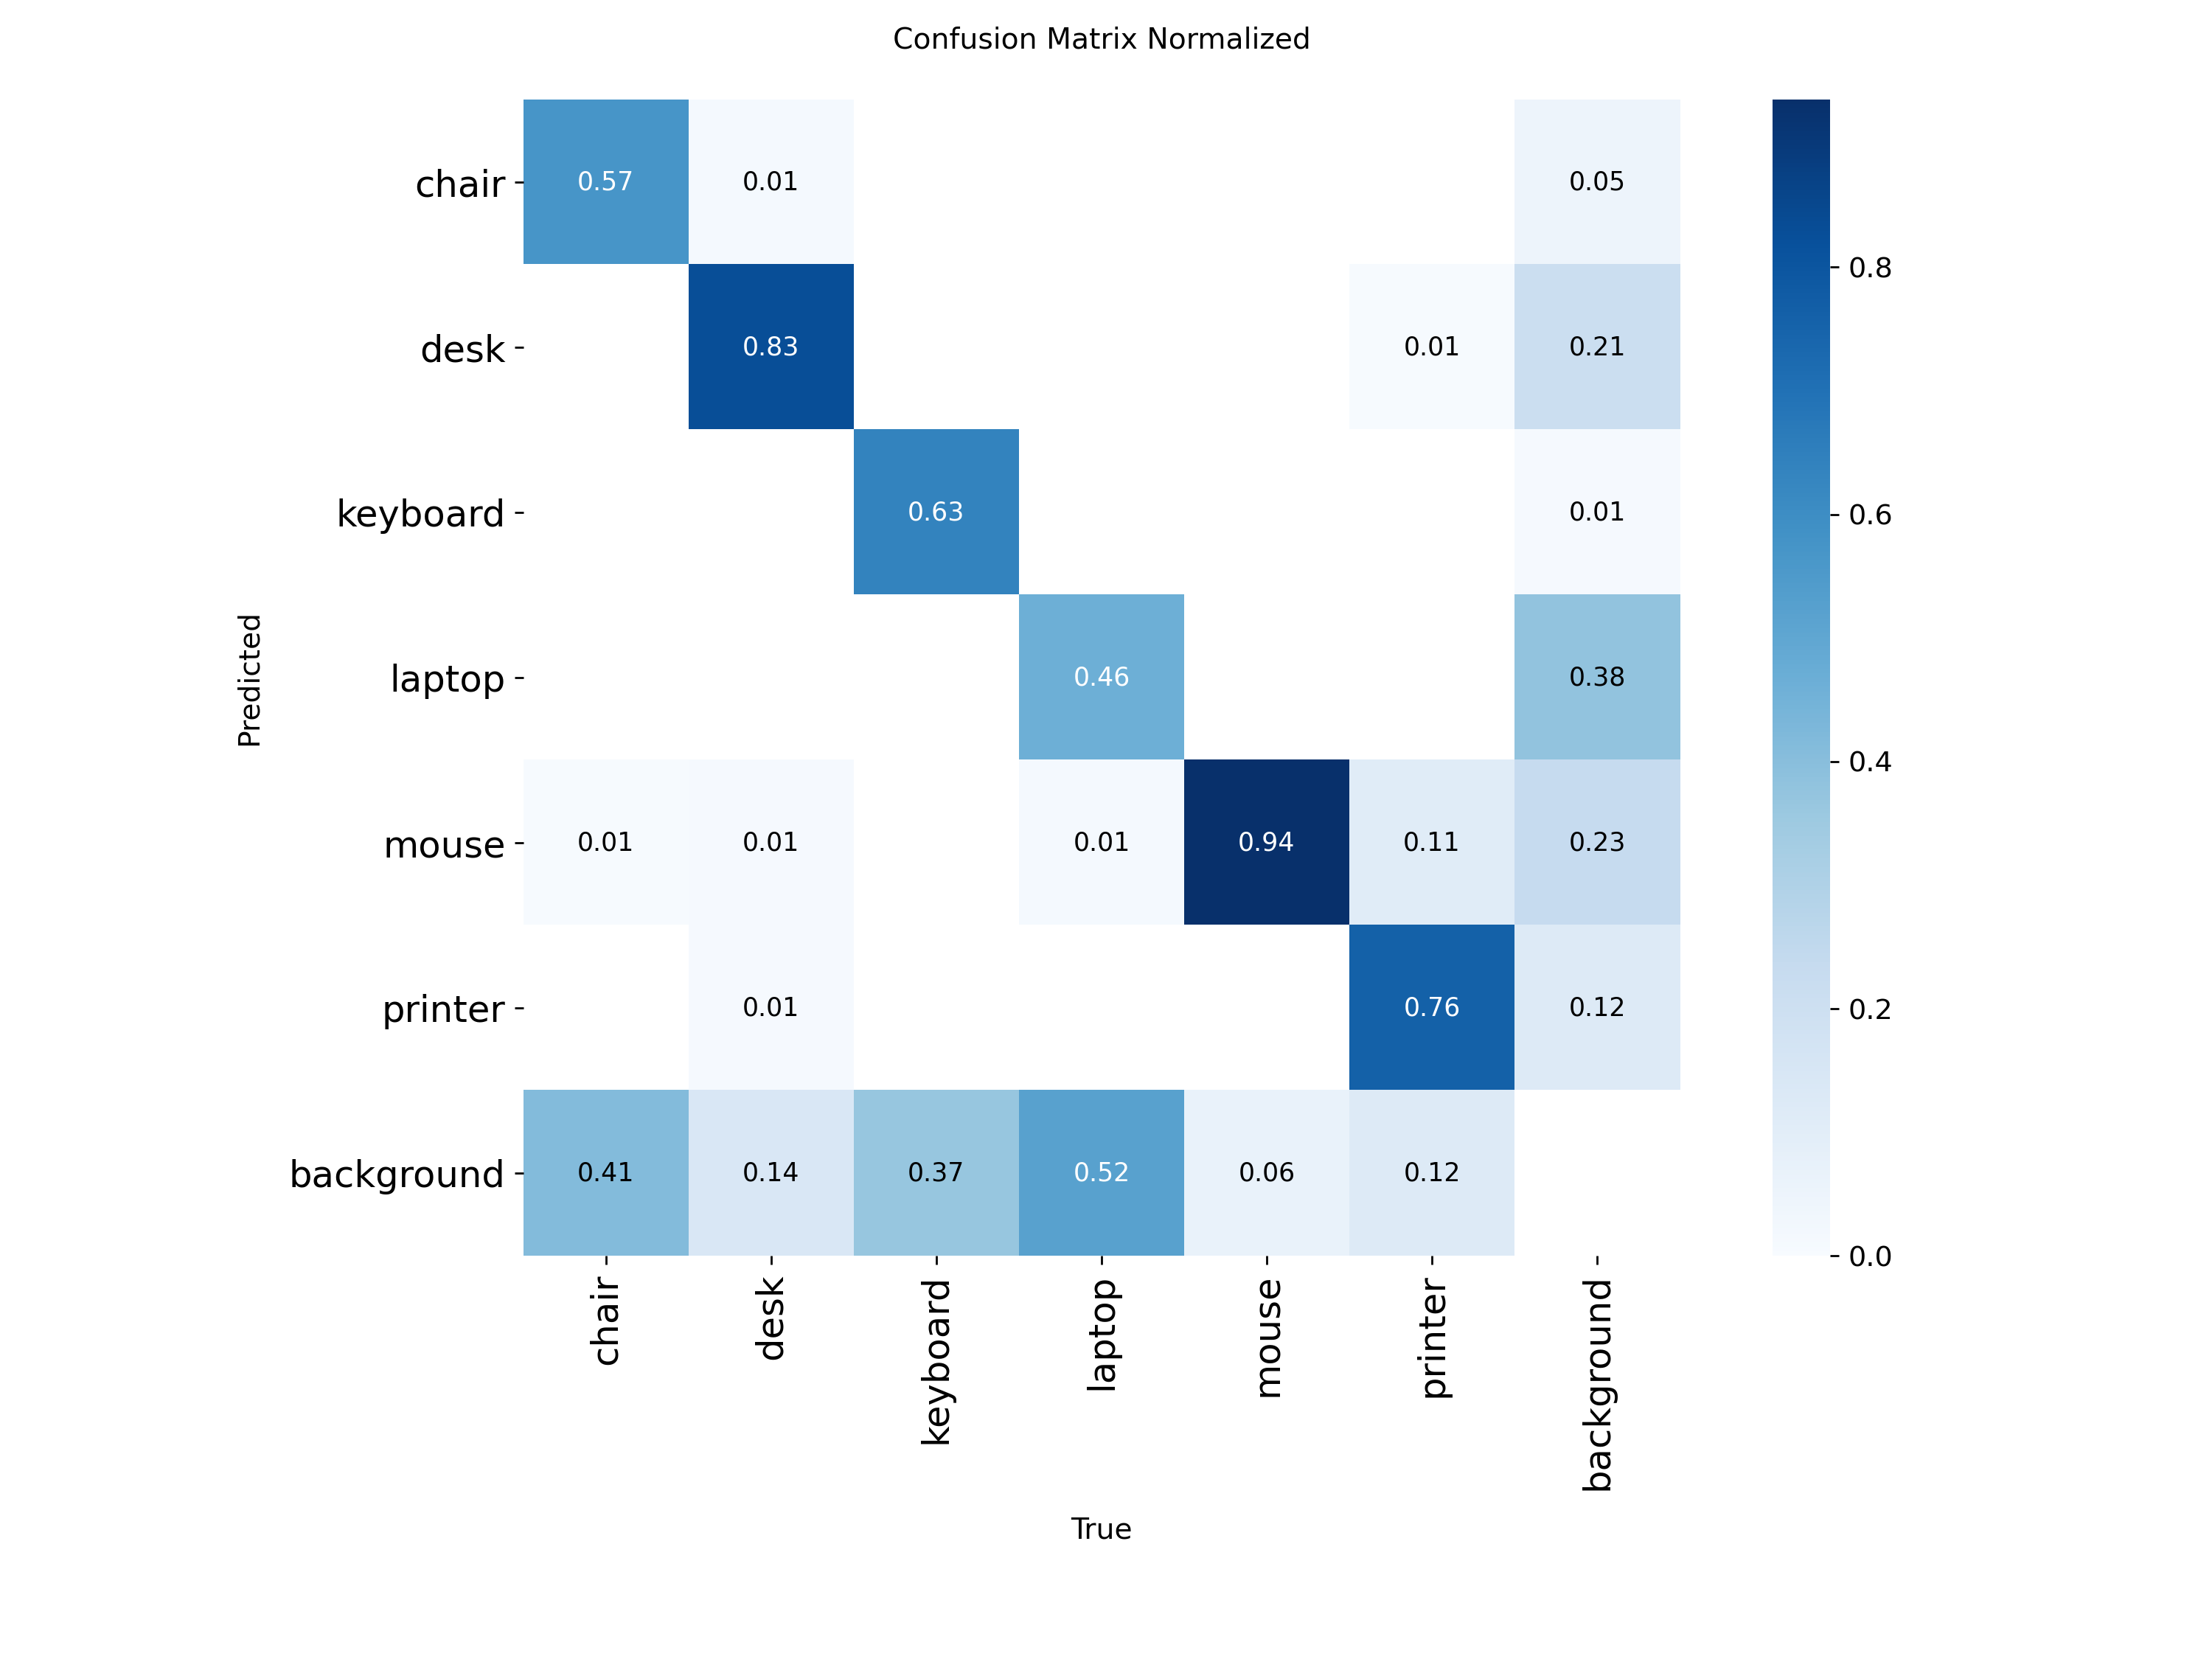 Confusion Matrix Normalized
chair 0.57 0.01 0.05
desk 0.83 0.01 0.21
keyboard 0.63 0.01
laptop 0.46 0.38
mouse 0.01 0.01 0.01 0.94 0.11 0.23
printer 0.01 0.76 0.12
background 0.41 0.14 0.37 0.52 0.06 0.12
Predicted
chair desk keyboard laptop mouse printer background
True
0.8
0.6
0.4
0.2
0.0